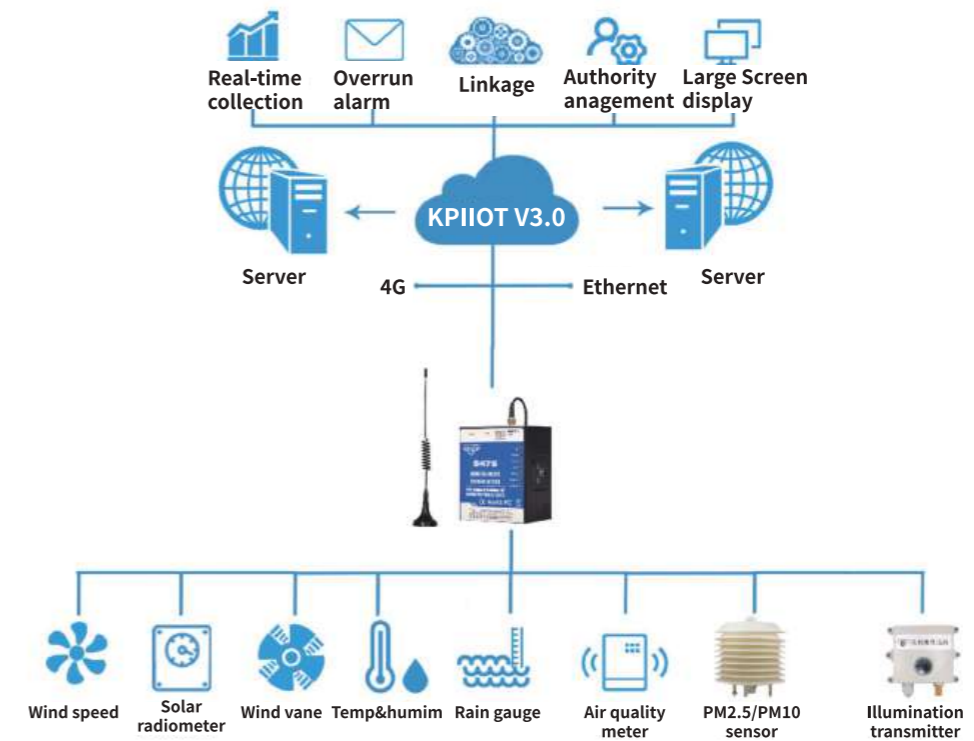 Real-time
collection
Overrun
alarm
Linkage
Authority
anagement
Large Screen
display
KPIIOT V3.0
Server
Server
4G
Ethernet
S475
Wind speed
Solar
radiometer
Wind vane
Temp&humim
Rain gauge
Air quality
meter
PM2.5/PM10
sensor
Illumination
transmitter